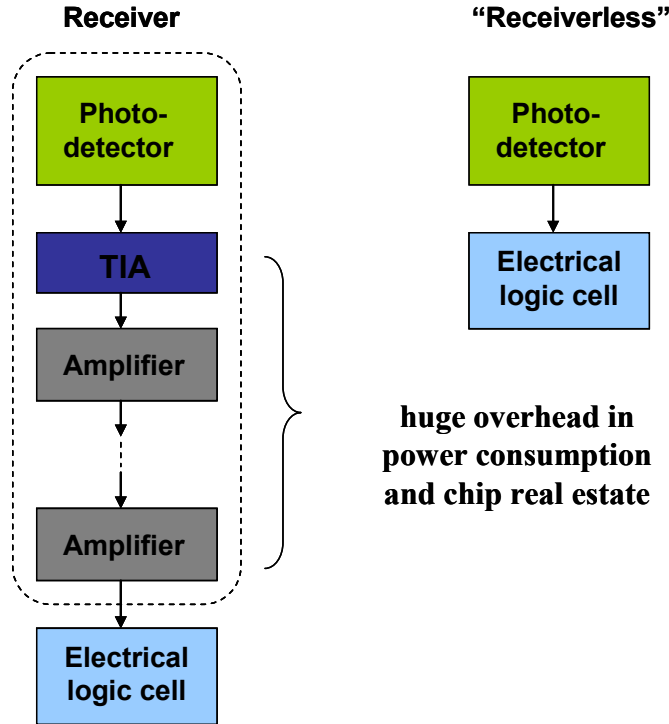 Receiver
Photo-
detector
TIA
Amplifier
Amplifier
Electrical
logic cell
"Receiverless"
Photo-
detector
Electrical
logic cell
huge overhead in
power consumption
and chip real estate